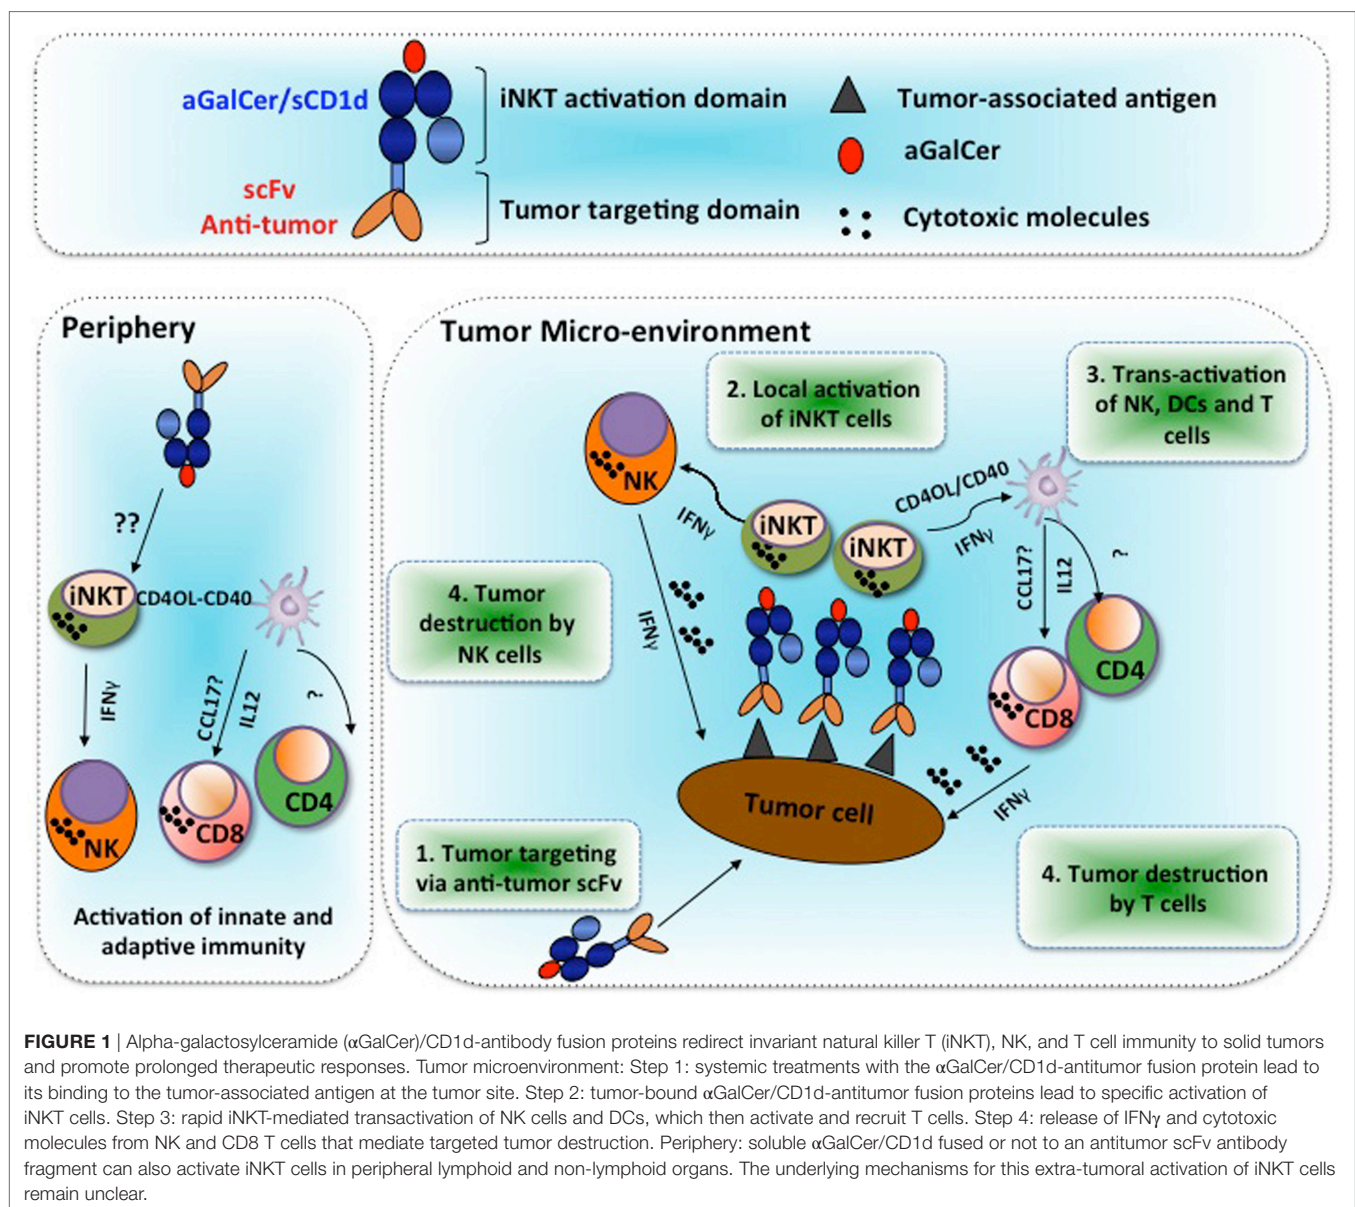 aGalCer/sCD1d
iNKT activation domain
scFv
Anti-tumor
Tumor targeting domain
Tumor-associated antigen
aGalCer
Cytotoxic molecules
Periphery
??
iNKT
CD4OL-CD40
IFNγ
CCL17?
IL12
?
NK
CD8
CD4
Activation of innate and
adaptive immunity
Tumor Micro-environment
2. Local activation
of iNKT cells
3. Trans-activation
of NK, DCs and T
cells
NK
IFNγ
iNKT
iNKT
CD4OL/CD40
IFNγ
CCL17?
IL12
?
CD4
CD8
4. Tumor
destruction by
NK cells
IFNγ
Tumor cell
IFNγ
1. Tumor targeting
via anti-tumor scFv
4. Tumor destruction
by T cells
FIGURE 1 | Alpha-galactosylceramide (αGalCer)/CD1d-antibody fusion proteins redirect invariant natural killer T (iNKT), NK, and T cell immunity to solid tumors
and promote prolonged therapeutic responses. Tumor microenvironment: Step 1: systemic treatments with the αGalCer/CD1d-antitumor fusion protein lead to
its binding to the tumor-associated antigen at the tumor site. Step 2: tumor-bound αGalCer/CD1d-antitumor fusion proteins lead to specific activation of
iNKT cells. Step 3: rapid iNKT-mediated transactivation of NK cells and DCs, which then activate and recruit T cells. Step 4: release of IFNγ and cytotoxic
molecules from NK and CD8 T cells that mediate targeted tumor destruction. Periphery: soluble αGalCer/CD1d fused or not to an antitumor scFv antibody
fragment can also activate iNKT cells in peripheral lymphoid and non-lymphoid organs. The underlying mechanisms for this extra-tumoral activation of iNKT cells
remain unclear.